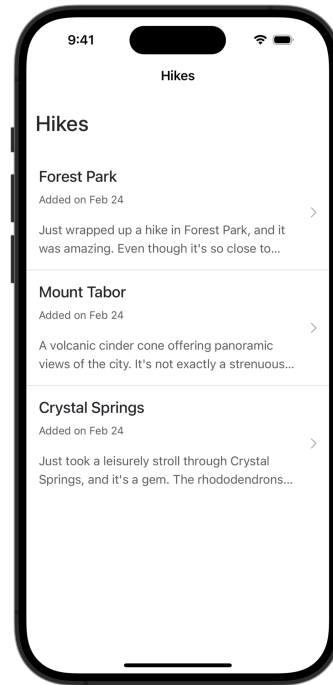 9:41
Hikes
Hikes
Forest Park
Added on Feb 24
Just wrapped up a hike in Forest Park, and it
was amazing. Even though it's so close to...
Mount Tabor
Added on Feb 24
A volcanic cinder cone offering panoramic
views of the city. It's not exactly a strenuous...
Crystal Springs
Added on Feb 24
Just took a leisurely stroll through Crystal
Springs, and it's a gem. The rhododendrons...